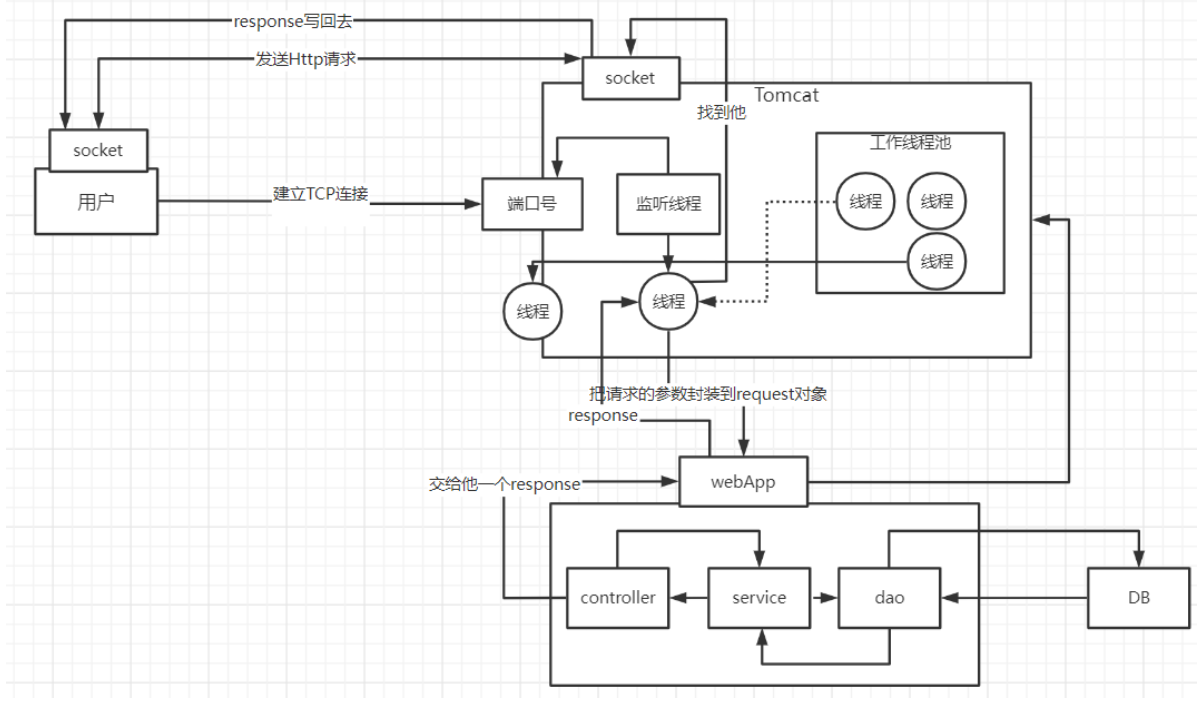 response写回去
发送Http请求
socket
Tomcat
找到他
socket
工作线程池
用户
建立TCP连接
端口号
监听线程
线程
线程
线程
线程
线程
把请求的参数封装到request对象
response
交给他一个response
webApp
controller
service
dao
DB